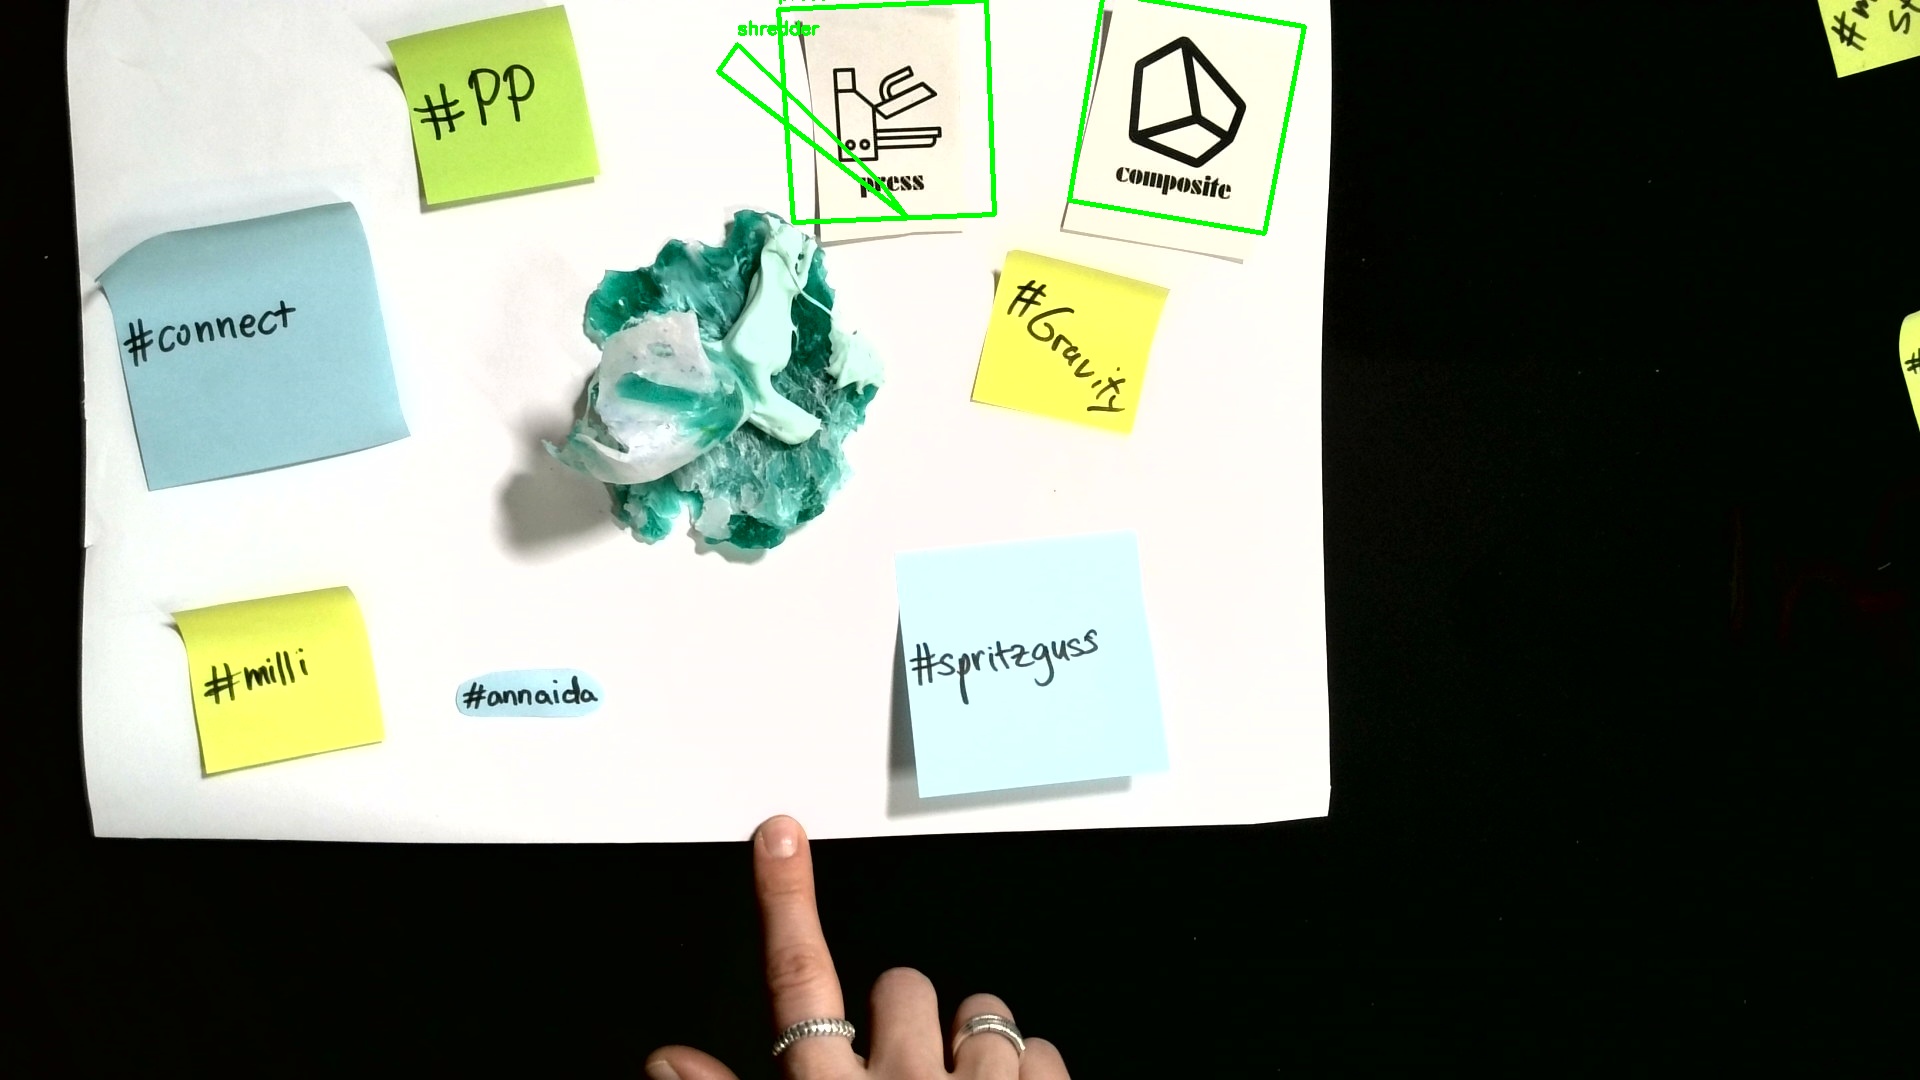 shredder
#PP
press
composite
#connect
#Gravity
#milli
#annaida
#spritzguss